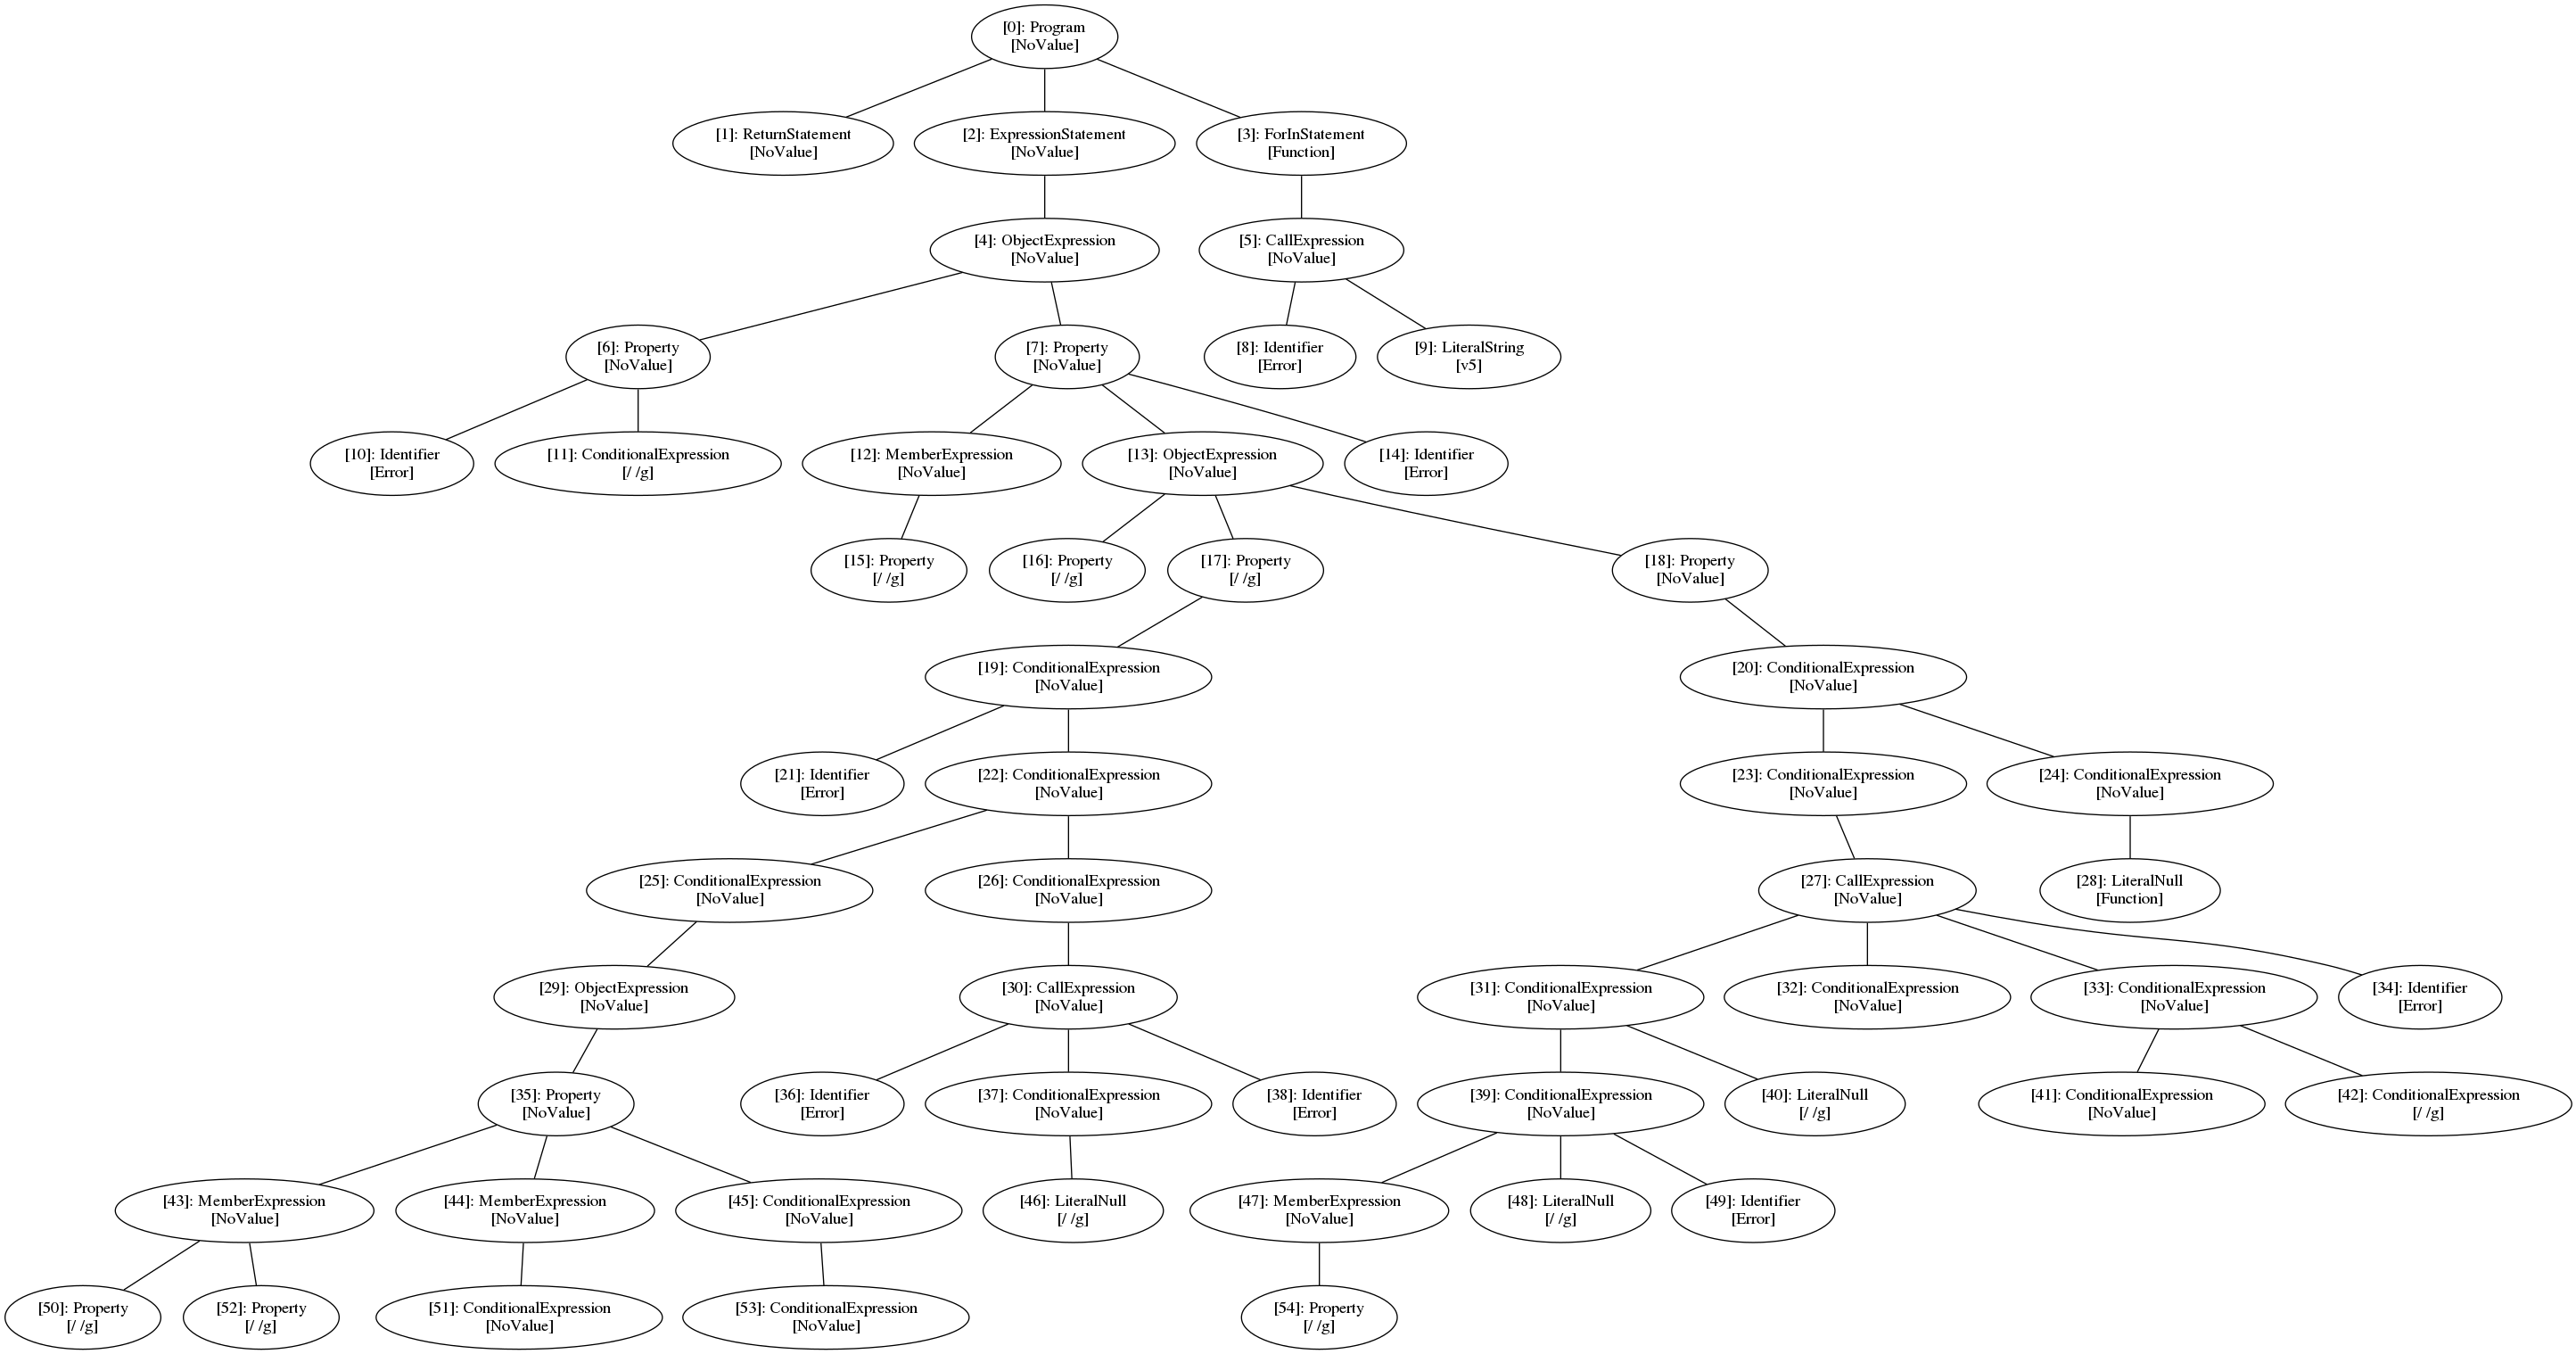 [0]: Program
[NoValue]
[1]: ReturnStatement
[NoValue]
[2]: ExpressionStatement
[NoValue]
[3]: ForInStatement
[Function]
[4]: ObjectExpression
[NoValue]
[5]: CallExpression
[NoValue]
[6]: Property
[NoValue]
[7]: Property
[NoValue]
[8]: Identifier
[Error]
[9]: LiteralString
[v5]
[10]: Identifier
[Error]
[11]: ConditionalExpression
[/ /g]
[12]: MemberExpression
[NoValue]
[13]: ObjectExpression
[NoValue]
[14]: Identifier
[Error]
[15]: Property
[/ /g]
[16]: Property
[/ /g]
[17]: Property
[/ /g]
[18]: Property
[NoValue]
[19]: ConditionalExpression
[NoValue]
[20]: ConditionalExpression
[NoValue]
[21]: Identifier
[Error]
[22]: ConditionalExpression
[NoValue]
[23]: ConditionalExpression
[NoValue]
[24]: ConditionalExpression
[NoValue]
[25]: ConditionalExpression
[NoValue]
[26]: ConditionalExpression
[NoValue]
[27]: CallExpression
[NoValue]
[28]: LiteralNull
[Function]
[29]: ObjectExpression
[NoValue]
[30]: CallExpression
[NoValue]
[31]: ConditionalExpression
[NoValue]
[32]: ConditionalExpression
[NoValue]
[33]: ConditionalExpression
[NoValue]
[34]: Identifier
[Error]
[35]: Property
[NoValue]
[36]: Identifier
[Error]
[37]: ConditionalExpression
[NoValue]
[38]: Identifier
[Error]
[39]: ConditionalExpression
[NoValue]
[40]: LiteralNull
[/ /g]
[41]: ConditionalExpression
[NoValue]
[42]: ConditionalExpression
[/ /g]
[43]: MemberExpression
[NoValue]
[44]: MemberExpression
[NoValue]
[45]: ConditionalExpression
[NoValue]
[46]: LiteralNull
[/ /g]
[47]: MemberExpression
[NoValue]
[48]: LiteralNull
[/ /g]
[49]: Identifier
[Error]
[50]: Property
[/ /g]
[52]: Property
[/ /g]
[51]: ConditionalExpression
[NoValue]
[53]: ConditionalExpression
[NoValue]
[54]: Property
[/ /g]